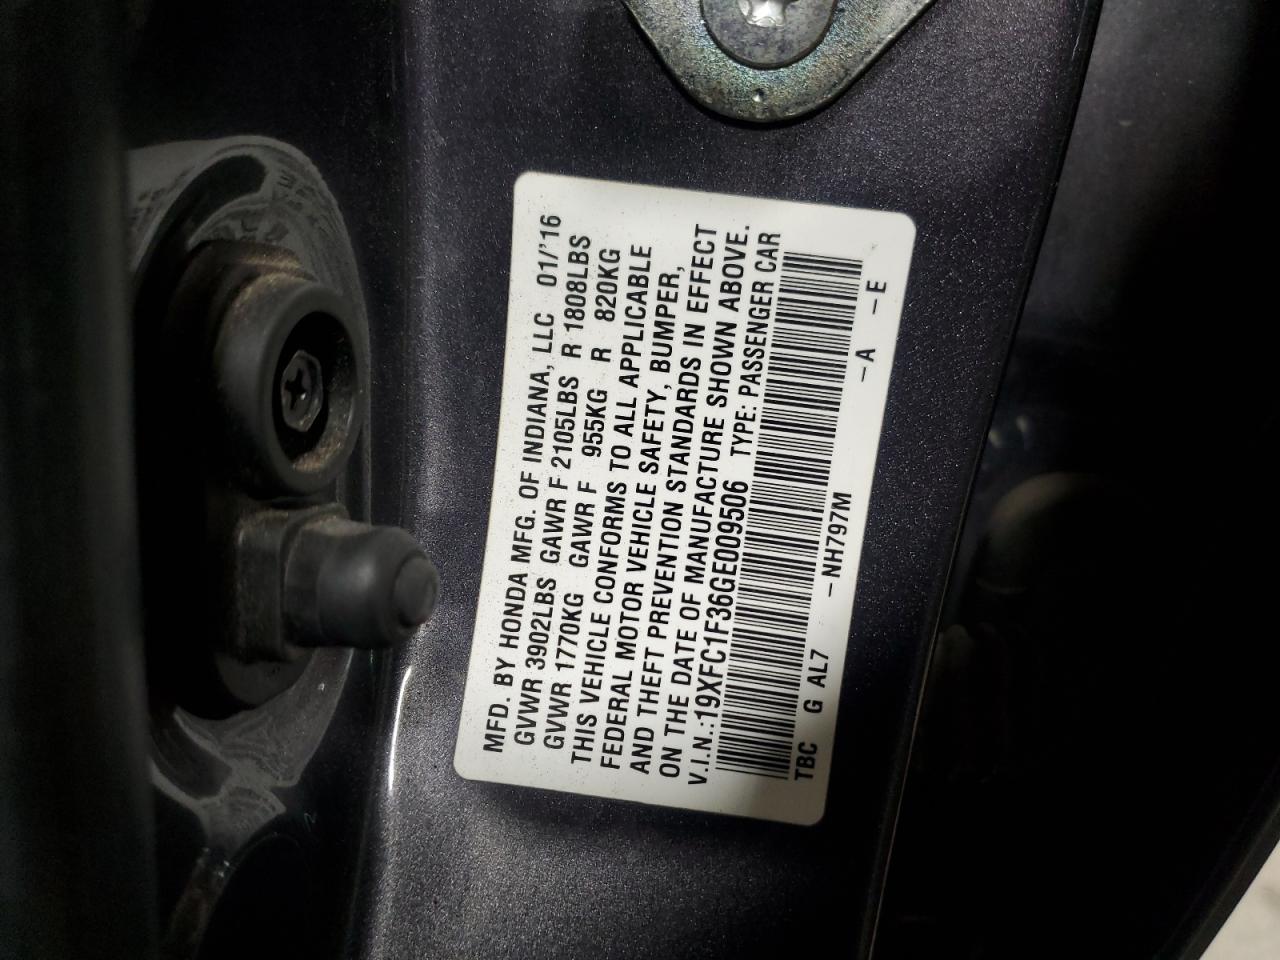 MFD. BY HONDA MFG. OF INDIANA, LLC 01/'16
GVWR 3902LBS GAWR F 2105LBS R 1808LBS
GVWR 1770KG GAWR F 955KG R 820KG
THIS VEHICLE CONFORMS TO ALL APPLICABLE
FEDERAL MOTOR VEHICLE SAFETY, BUMPER,
AND THEFT PREVENTION STANDARDS IN EFFECT
ON THE DATE OF MANUFACTURE SHOWN ABOVE.
V.I.N.:19XFC1F36GE009506 TYPE: PASSENGER CAR
TBC G AL7 –NH797M –A –E